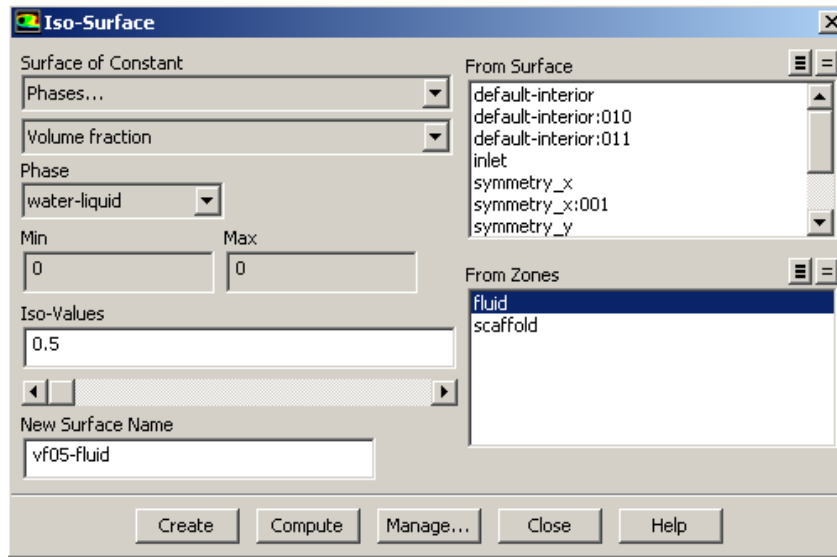 Iso-Surface
Surface of Constant
Phases...
Volume fraction
Phase
water-liquid
Min
Max
0
0
Iso-Values
0.5
New Surface Name
vf05-fluid
From Surface
default-interior
default-interior:010
default-interior:011
inlet
symmetry_x
symmetry_x:001
symmetry_y
From Zones
fluid
scaffold
Create
Compute
Manage...
Close
Help